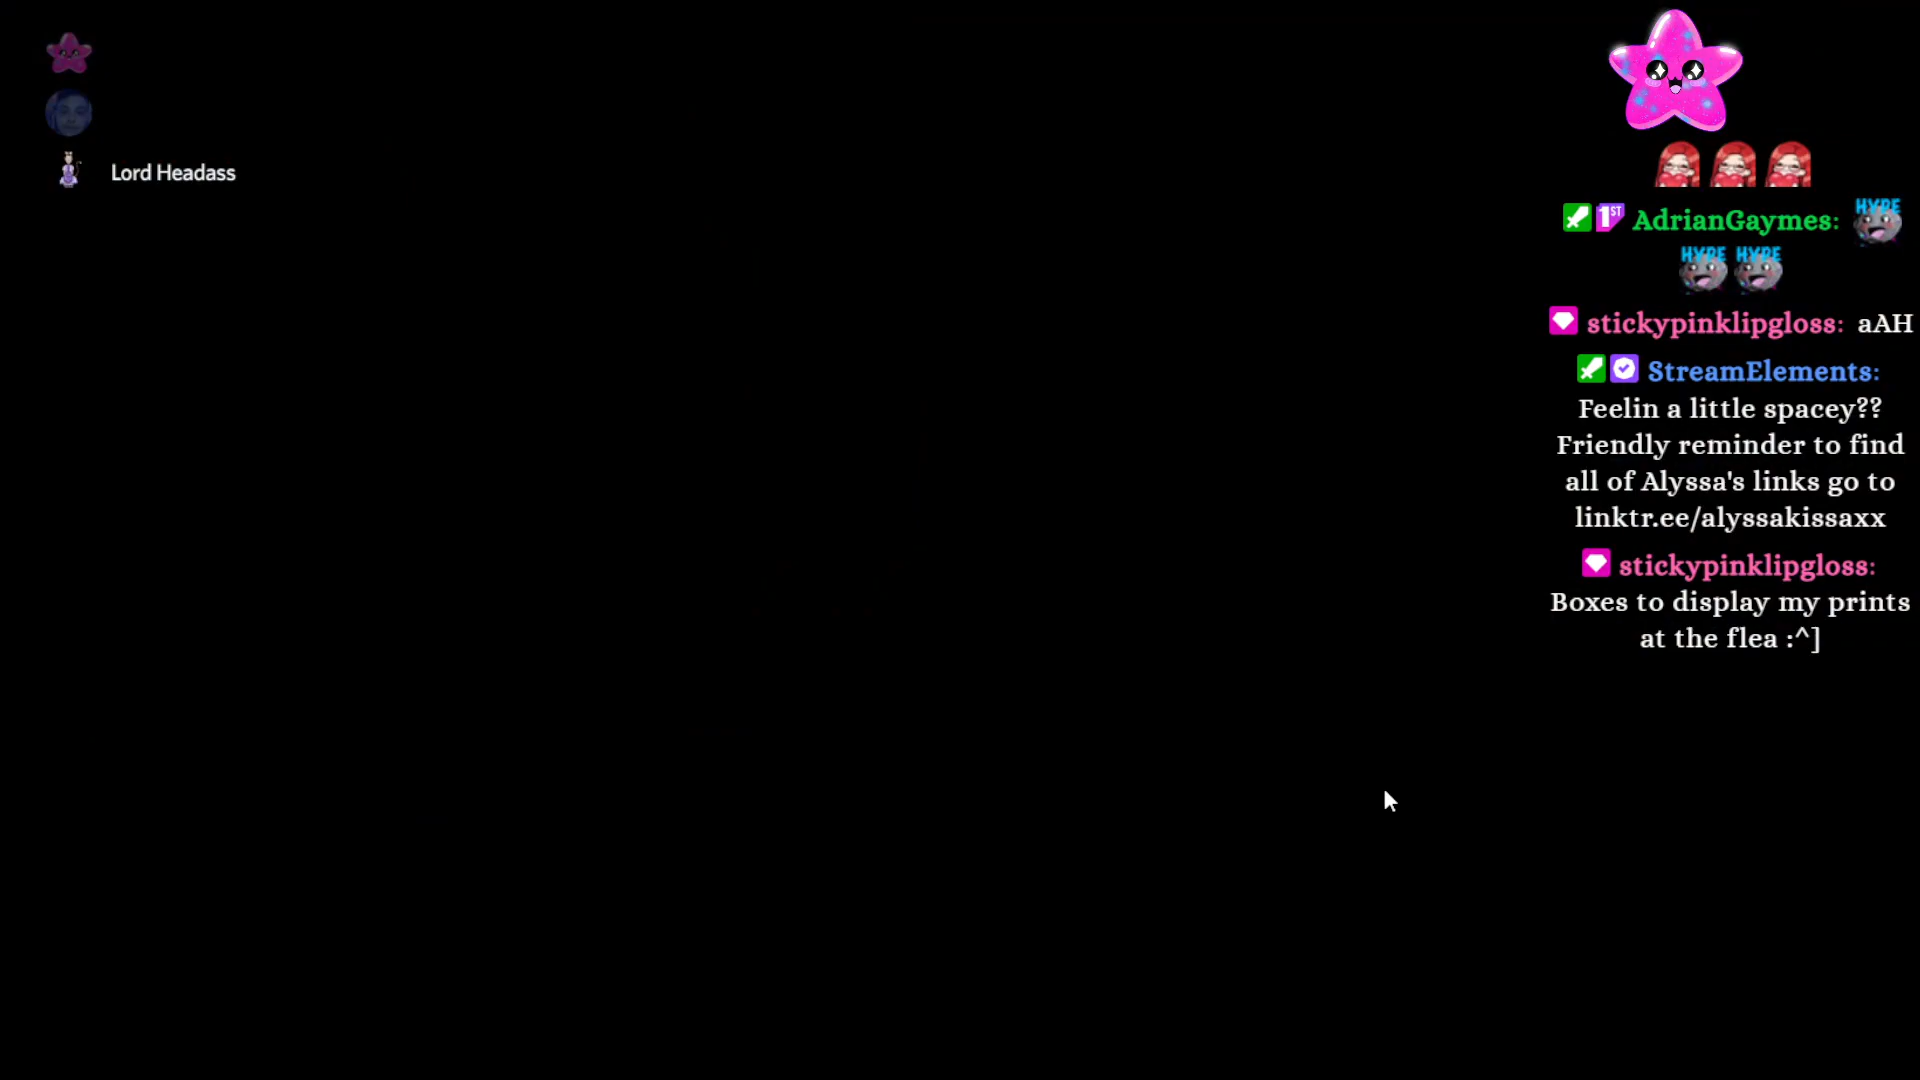 Lord Headass
1ST AdrianGaymes: HYPE
HYPE HYPE
stickypinklipgloss: aAH
StreamElements:
Feelin a little spacey??
Friendly reminder to find
all of Alyssa's links go to
linktr.ee/alyssakissaxx
stickypinklipgloss:
Boxes to display my prints
at the flea :^]